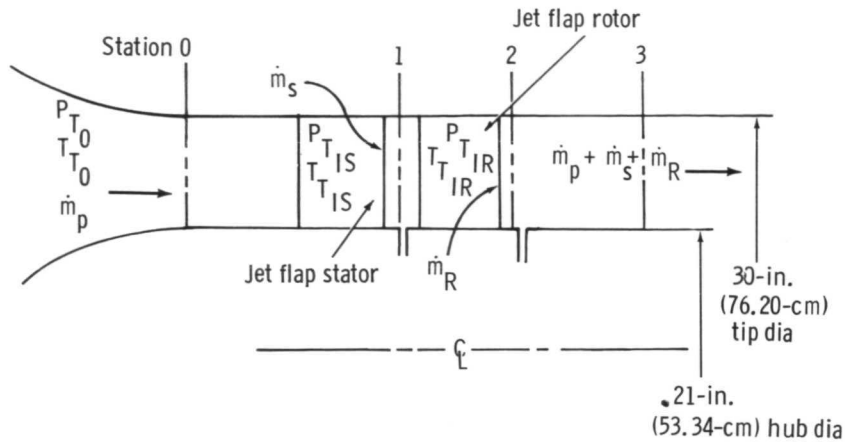 Jet flap rotor
Station 0
1
2
3
ṁs
PT0
TT0
ṁp
PTIS
TTIS
PTIR
TTIR
ṁp + ṁs + ṁR
Jet flap stator
ṁR
30-in.
(76.20-cm)
tip dia
℄
.21-in.
(53.34-cm) hub dia